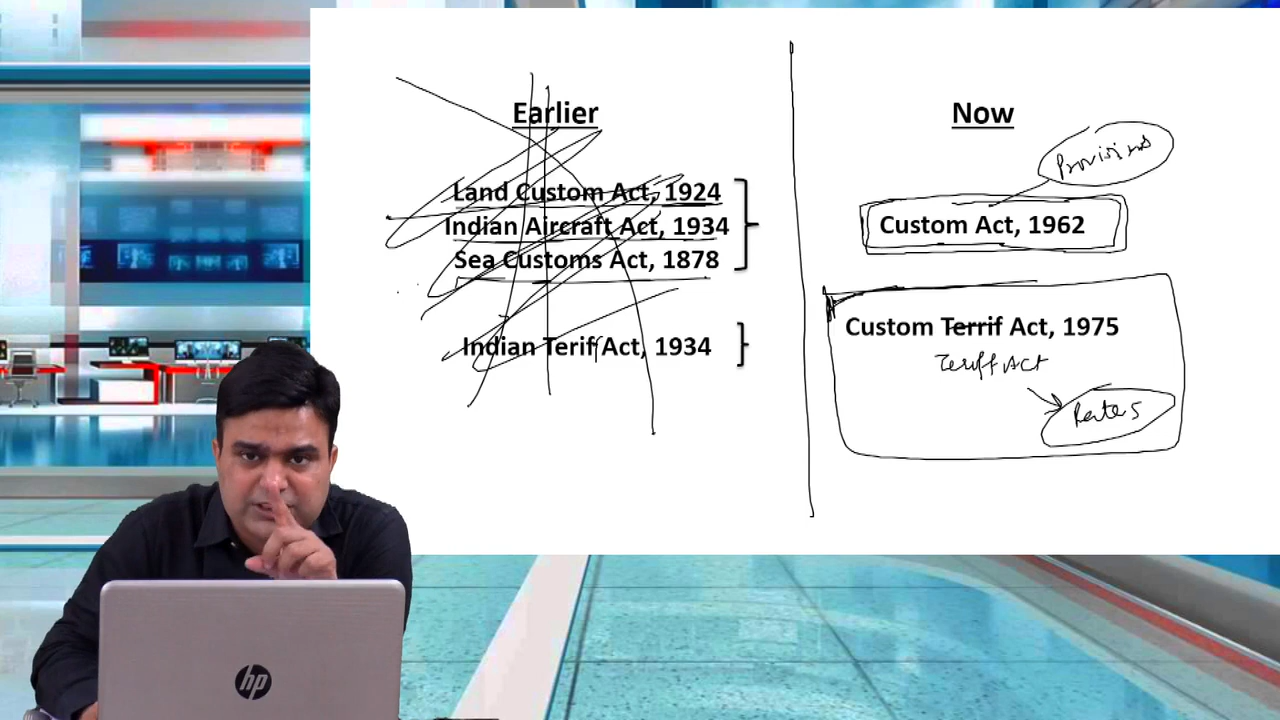 Earlier
Land Custom Act, 1924
Indian Aircraft Act, 1934
Sea Customs Act, 1878
Indian Terif Act, 1934
Now
Provisions
Custom Act, 1962
Custom Terrif Act, 1975
Teriff Act
Rates
hp